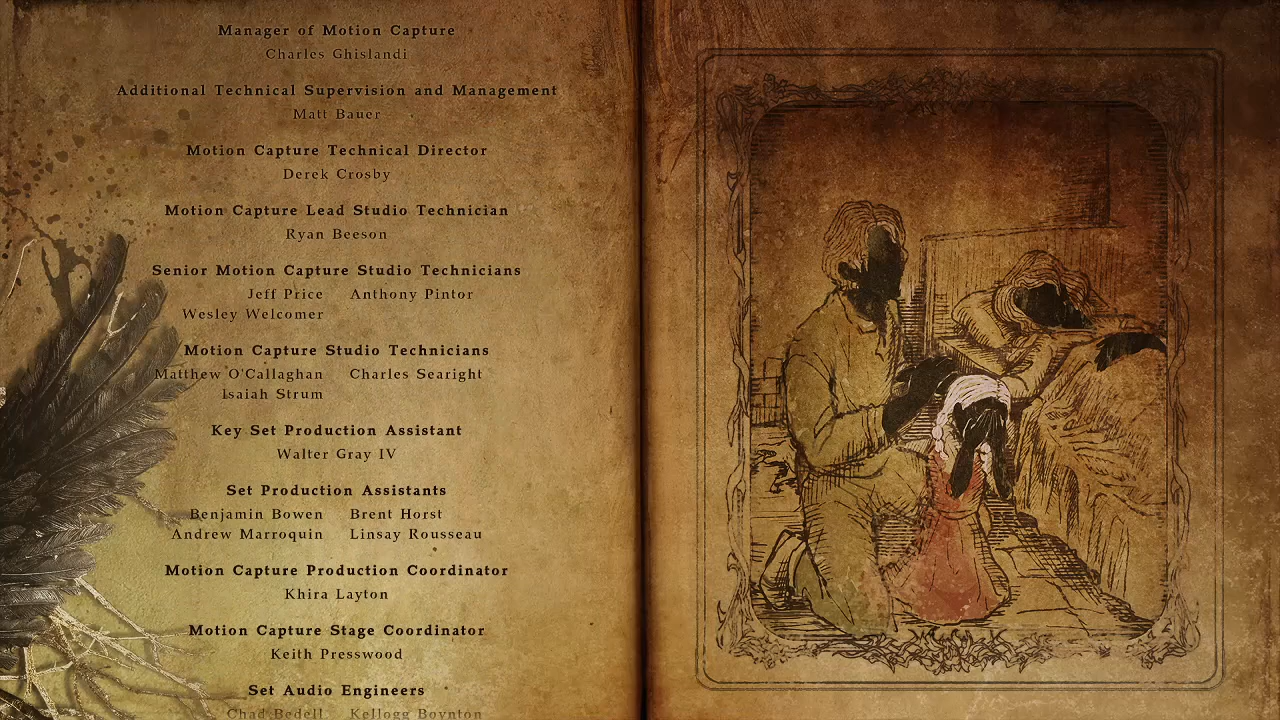 Manager of Motion Capture
Charles Ghislandi
Additional Technical Supervision and Management
Matt Bauer
Motion Capture Technical Director
Derek Crosby
Motion Capture Lead Studio Technician
Ryan Beeson
Senior Motion Capture Studio Technicians
Jeff Price Anthony Pintor
Wesley Welcomer
Motion Capture Studio Technicians
Matthew O'Callaghan Charles Searight
Isaiah Strum
Key Set Production Assistant
Walter Gray IV
Set Production Assistants
Benjamin Bowen Brent Horst
Andrew Marroquin Linsay Rousseau
Motion Capture Production Coordinator
Khira Layton
Motion Capture Stage Coordinator
Keith Presswood
Set Audio Engineers
Chad Bedell Kellogg Boynton